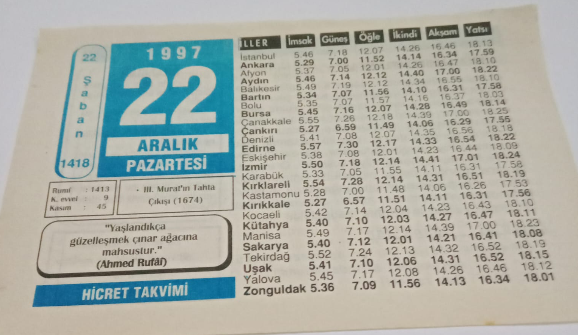 22
Şaban
1418
1997
22
ARALIK
PAZARTESİ
Rumi : 1413
K. evvel : 9
Kasım : 45
• III. Murat'ın Tahta
Çıkışı (1674)
"Yaşlandıkça
güzelleşmek çınar ağacına
mahsustur."
(Ahmed Rufâî)
HİCRET TAKVİMİ
İLLER İmsak Güneş Öğle İkindi Akşam Yatsı
İstanbul 5.46 7.18 12.07 14.26 16.46 18.13
Ankara 5.29 7.00 11.52 14.14 16.34 17.59
Afyon 5.37 7.05 12.01 14.26 16.47 18.10
Aydın 5.46 7.14 12.12 14.40 17.00 18.22
Balıkesir 5.49 7.19 12.12 14.34 16.55 18.10
Bartın 5.34 7.07 11.56 14.10 16.31 17.58
Bolu 5.35 7.07 11.57 14.16 16.37 18.03
Bursa 5.45 7.16 12.07 14.28 16.49 18.14
Çanakkale 5.55 7.26 12.18 14.39 17.00 18.25
Çankırı 5.27 6.59 11.49 14.06 16.29 17.55
Denizli 5.41 7.08 12.07 14.35 16.56 18.18
Edirne 5.57 7.30 12.17 14.33 16.54 18.22
Eskişehir 5.38 7.08 12.01 14.23 16.44 18.09
İzmir 5.50 7.18 12.14 14.41 17.01 18.24
Karabük 5.33 7.05 11.55 14.11 16.31 17.58
Kırklareli 5.54 7.28 12.14 14.31 16.51 18.19
Kastamonu 5.28 7.00 11.48 14.06 16.26 17.53
Kırıkkale 5.27 6.57 11.51 14.11 16.31 17.56
Kocaeli 5.42 7.14 12.04 14.23 16.43 18.10
Kütahya 5.40 7.10 12.03 14.27 16.47 18.11
Manisa 5.49 7.17 12.14 14.39 17.00 18.23
Sakarya 5.40 7.12 12.01 14.21 16.41 18.08
Tekirdağ 5.52 7.24 12.13 14.32 16.52 18.19
Uşak 5.41 7.10 12.06 14.31 16.52 18.15
Yalova 5.45 7.17 12.08 14.26 16.46 18.12
Zonguldak 5.36 7.09 11.56 14.13 16.34 18.01